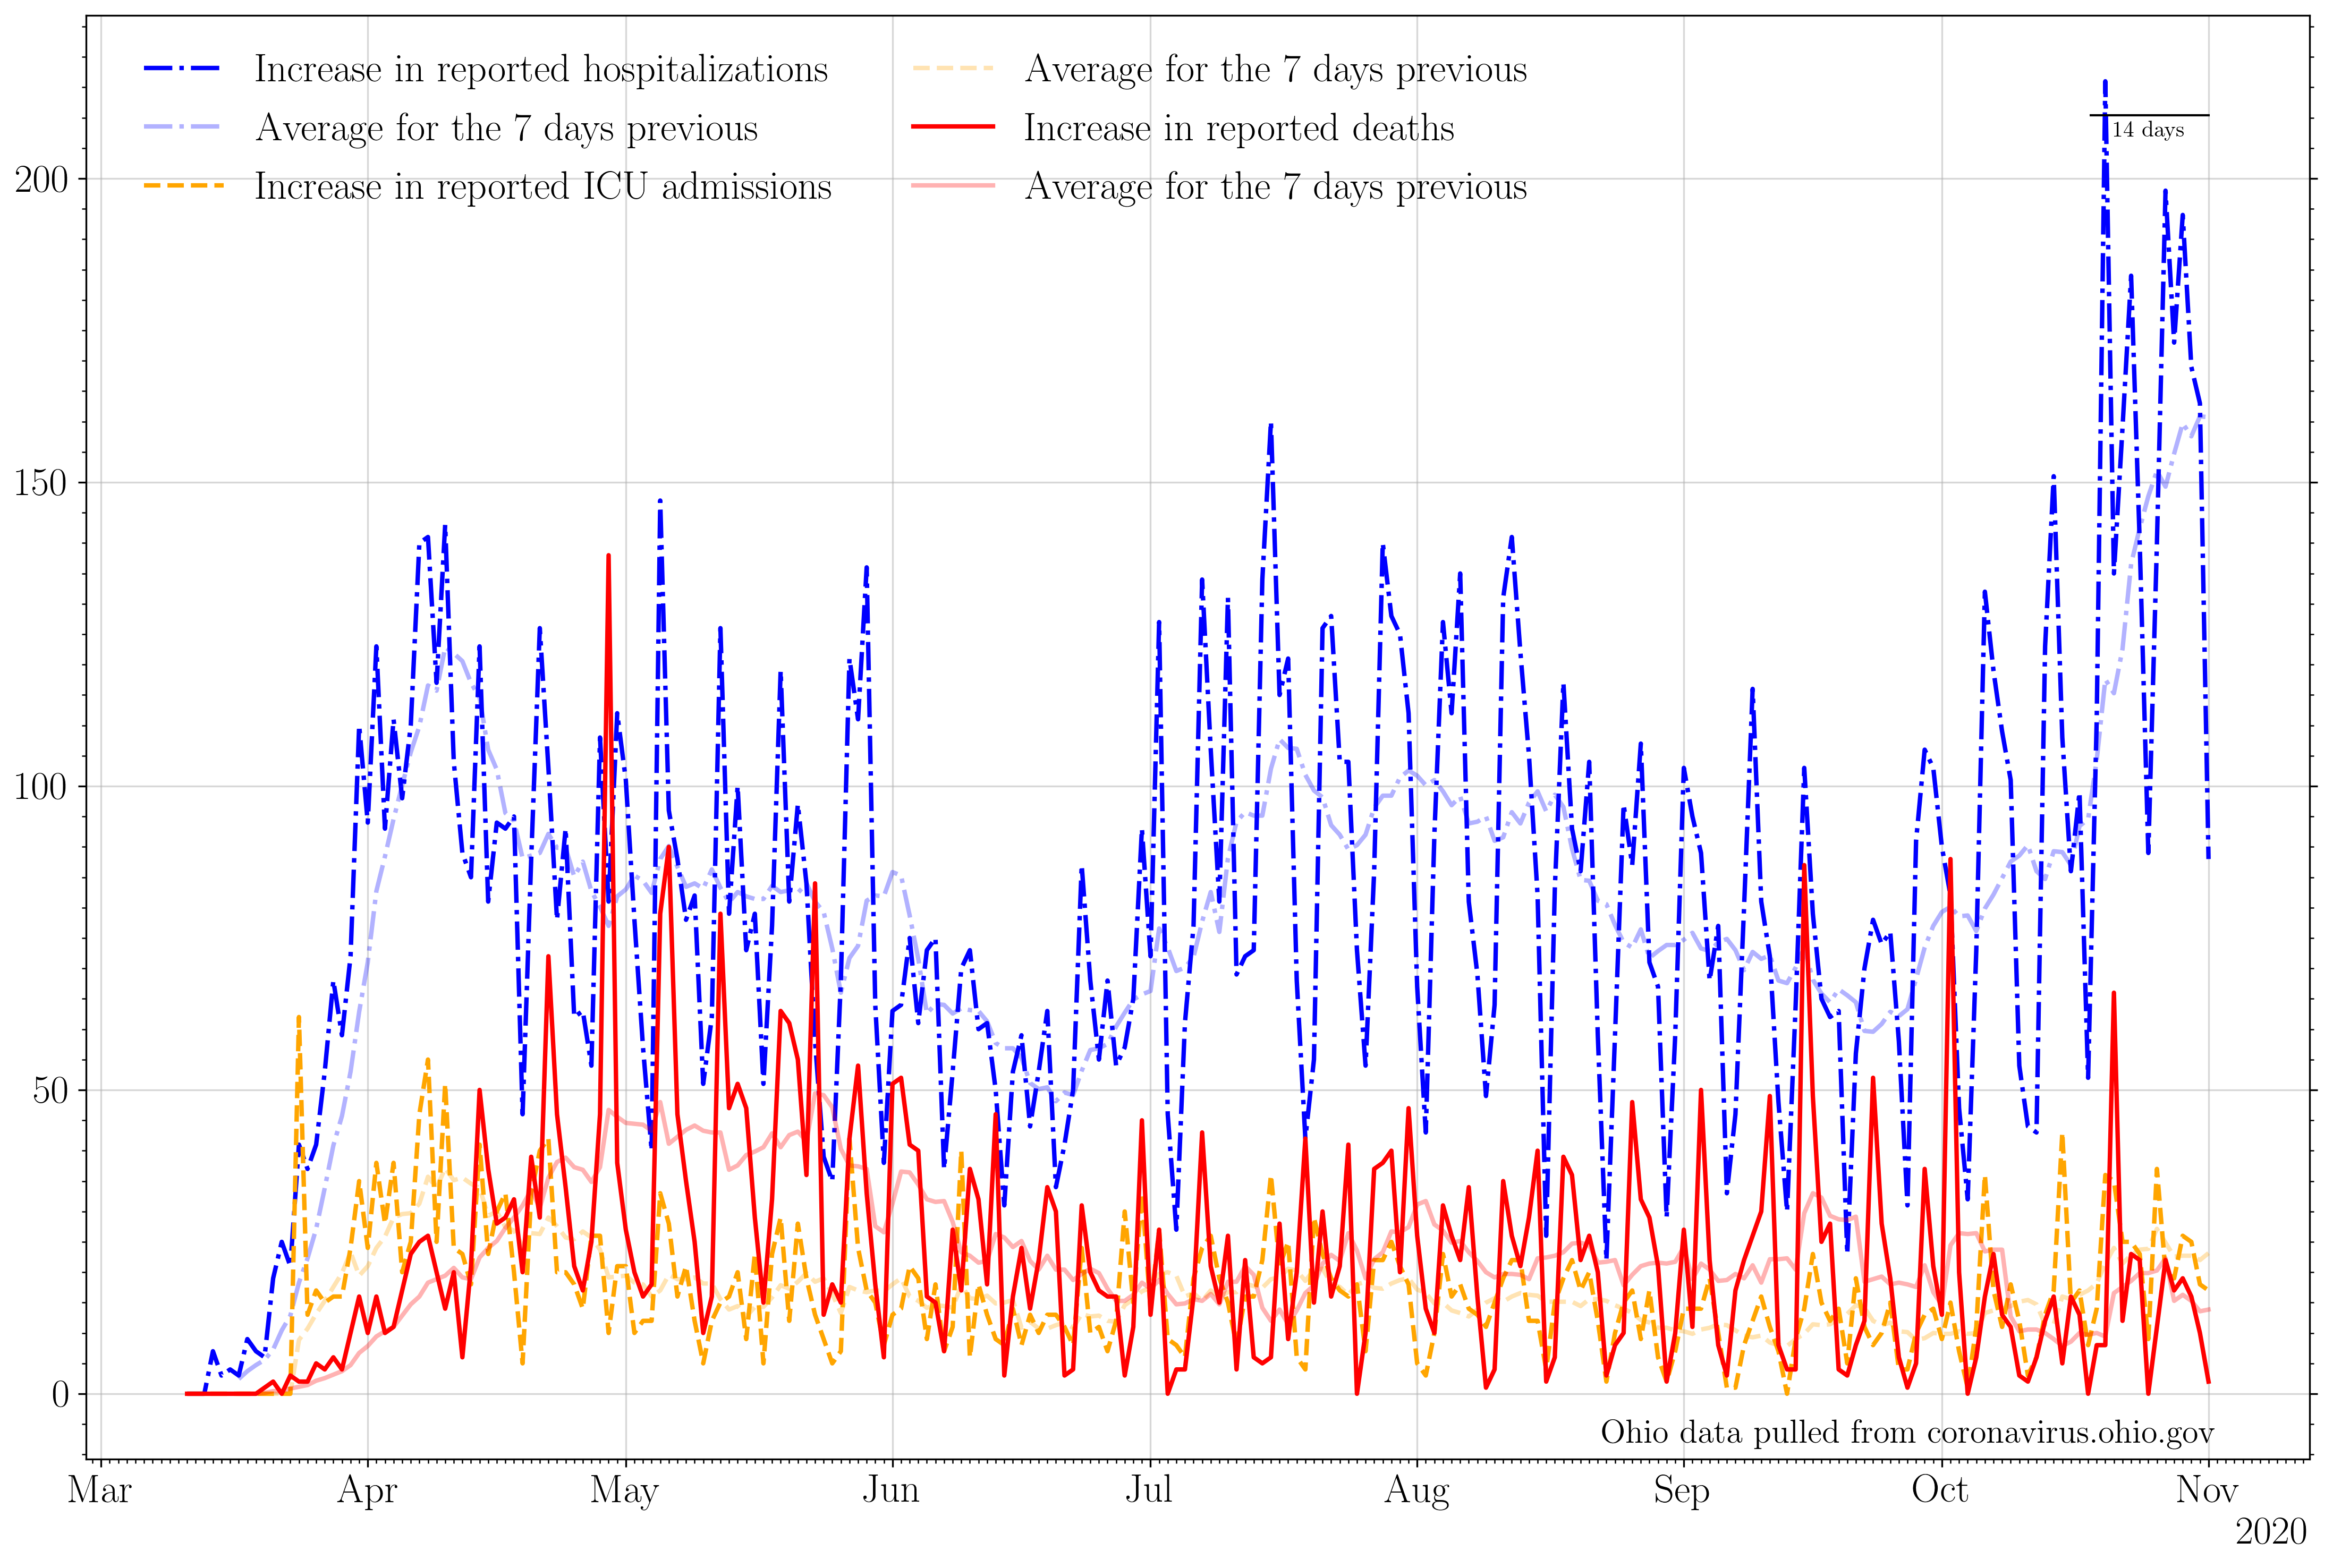 Increase in reported hospitalizations
Average for the 7 days previous
Increase in reported ICU admissions
Average for the 7 days previous
Increase in reported deaths
Average for the 7 days previous
14 days
200
150
100
50
0
Ohio data pulled from coronavirus.ohio.gov
Mar Apr May Jun Jul Aug Sep Oct Nov
2020